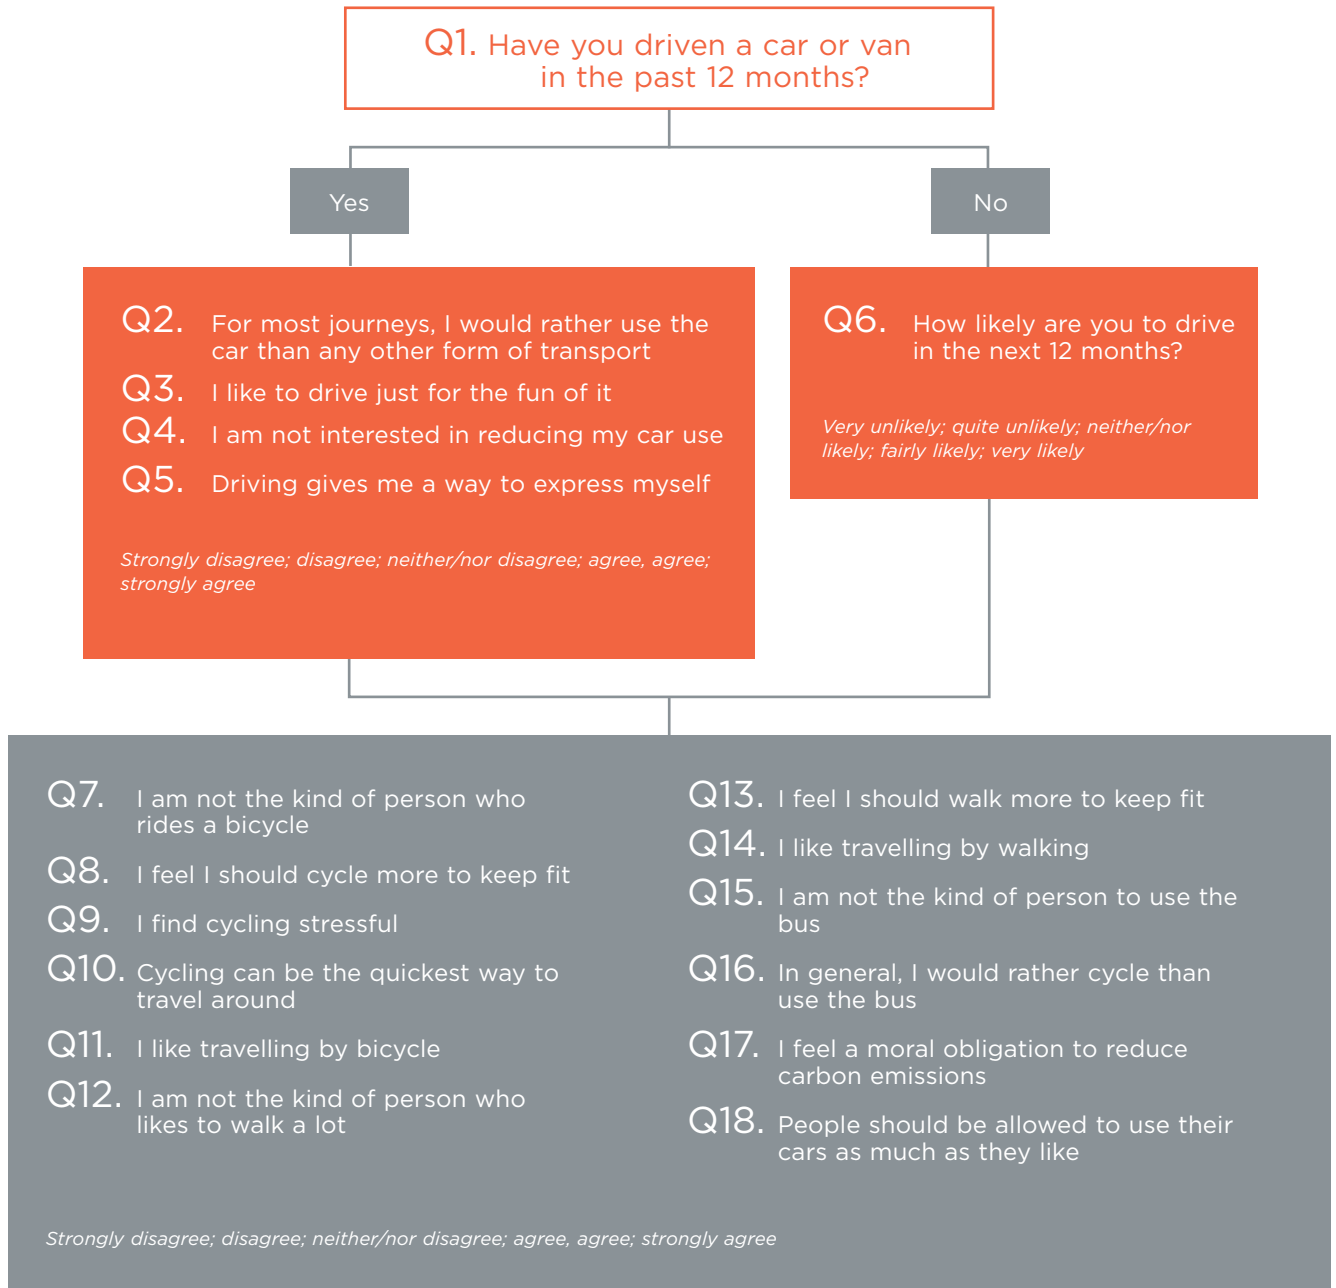 Q1. Have you driven a car or van
in the past 12 months?
Yes
No
Q2. For most journeys, I would rather use the
car than any other form of transport
Q3. I like to drive just for the fun of it
Q4. I am not interested in reducing my car use
Q5. Driving gives me a way to express myself
Strongly disagree; disagree; neither/nor disagree; agree, agree;
strongly agree
Q6. How likely are you to drive
in the next 12 months?
Very unlikely; quite unlikely; neither/nor
likely; fairly likely; very likely
Q7. I am not the kind of person who
rides a bicycle
Q8. I feel I should cycle more to keep fit
Q9. I find cycling stressful
Q10. Cycling can be the quickest way to
travel around
Q11. I like travelling by bicycle
Q12. I am not the kind of person who
likes to walk a lot
Q13. I feel I should walk more to keep fit
Q14. I like travelling by walking
Q15. I am not the kind of person to use the
bus
Q16. In general, I would rather cycle than
use the bus
Q17. I feel a moral obligation to reduce
carbon emissions
Q18. People should be allowed to use their
cars as much as they like
Strongly disagree; disagree; neither/nor disagree; agree, agree; strongly agree